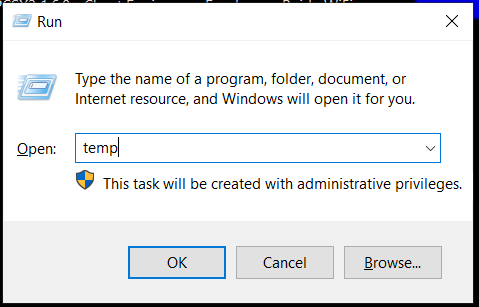 Run
Type the name of a program, folder, document, or
Internet resource, and Windows will open it for you.
Open: temp
This task will be created with administrative privileges.
OK Cancel Browse...